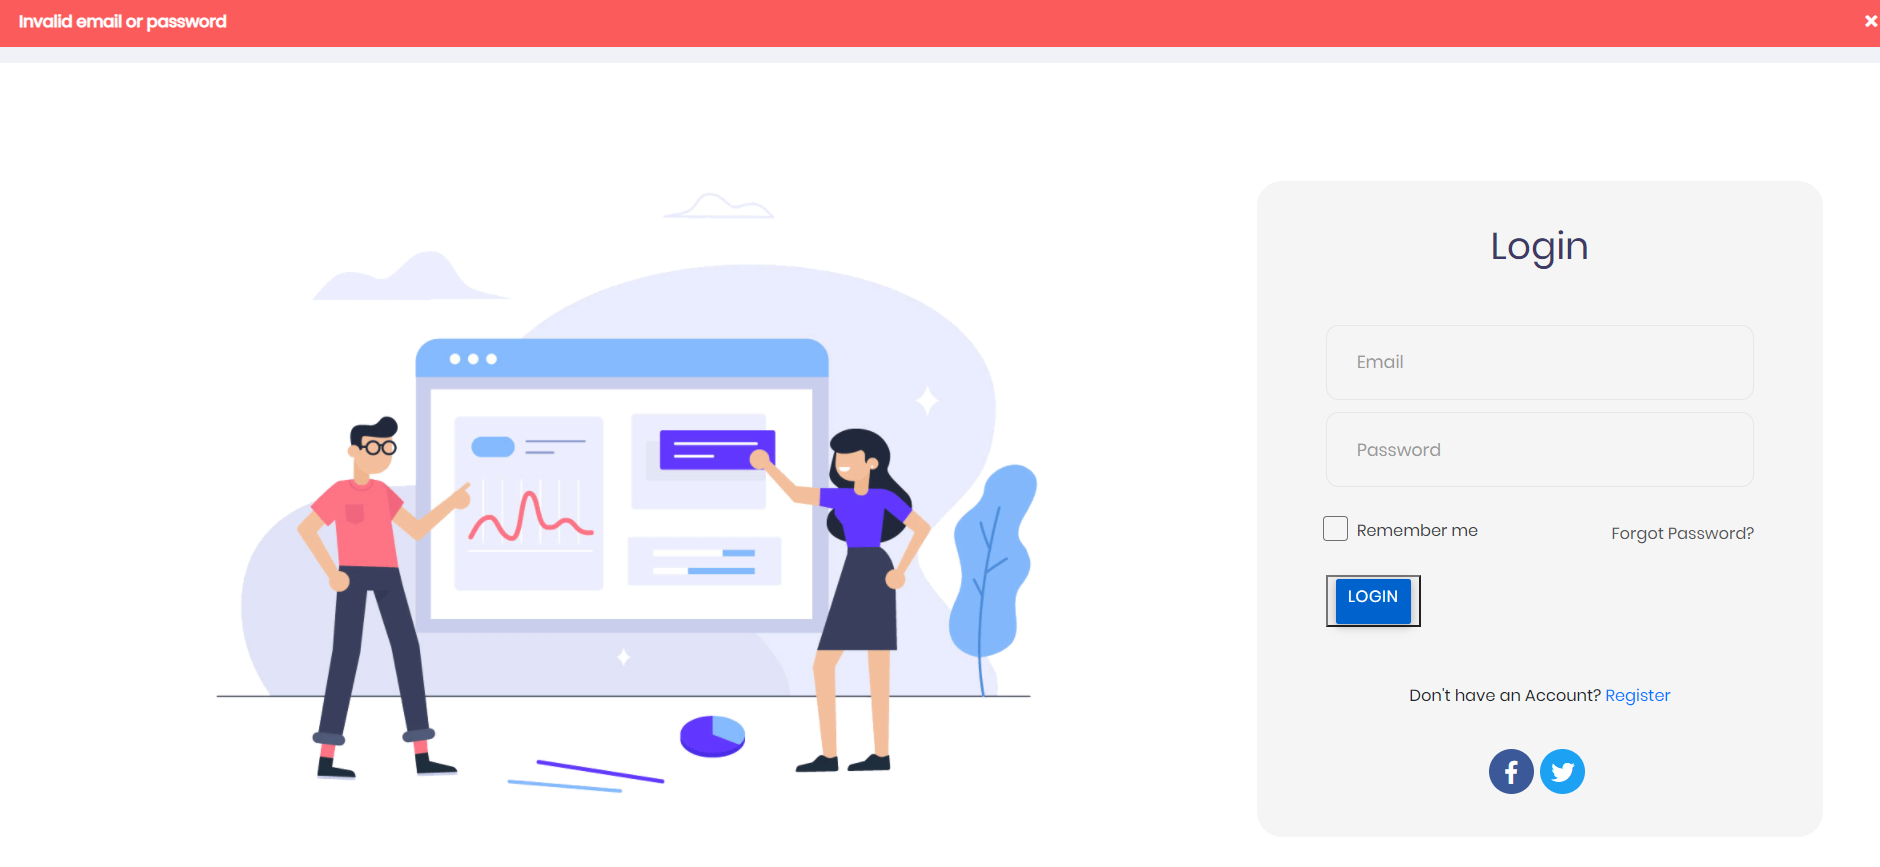 Invalid email or password
Login
Email
Password
Remember me
Forgot Password?
LOGIN
Don't have an Account? Register